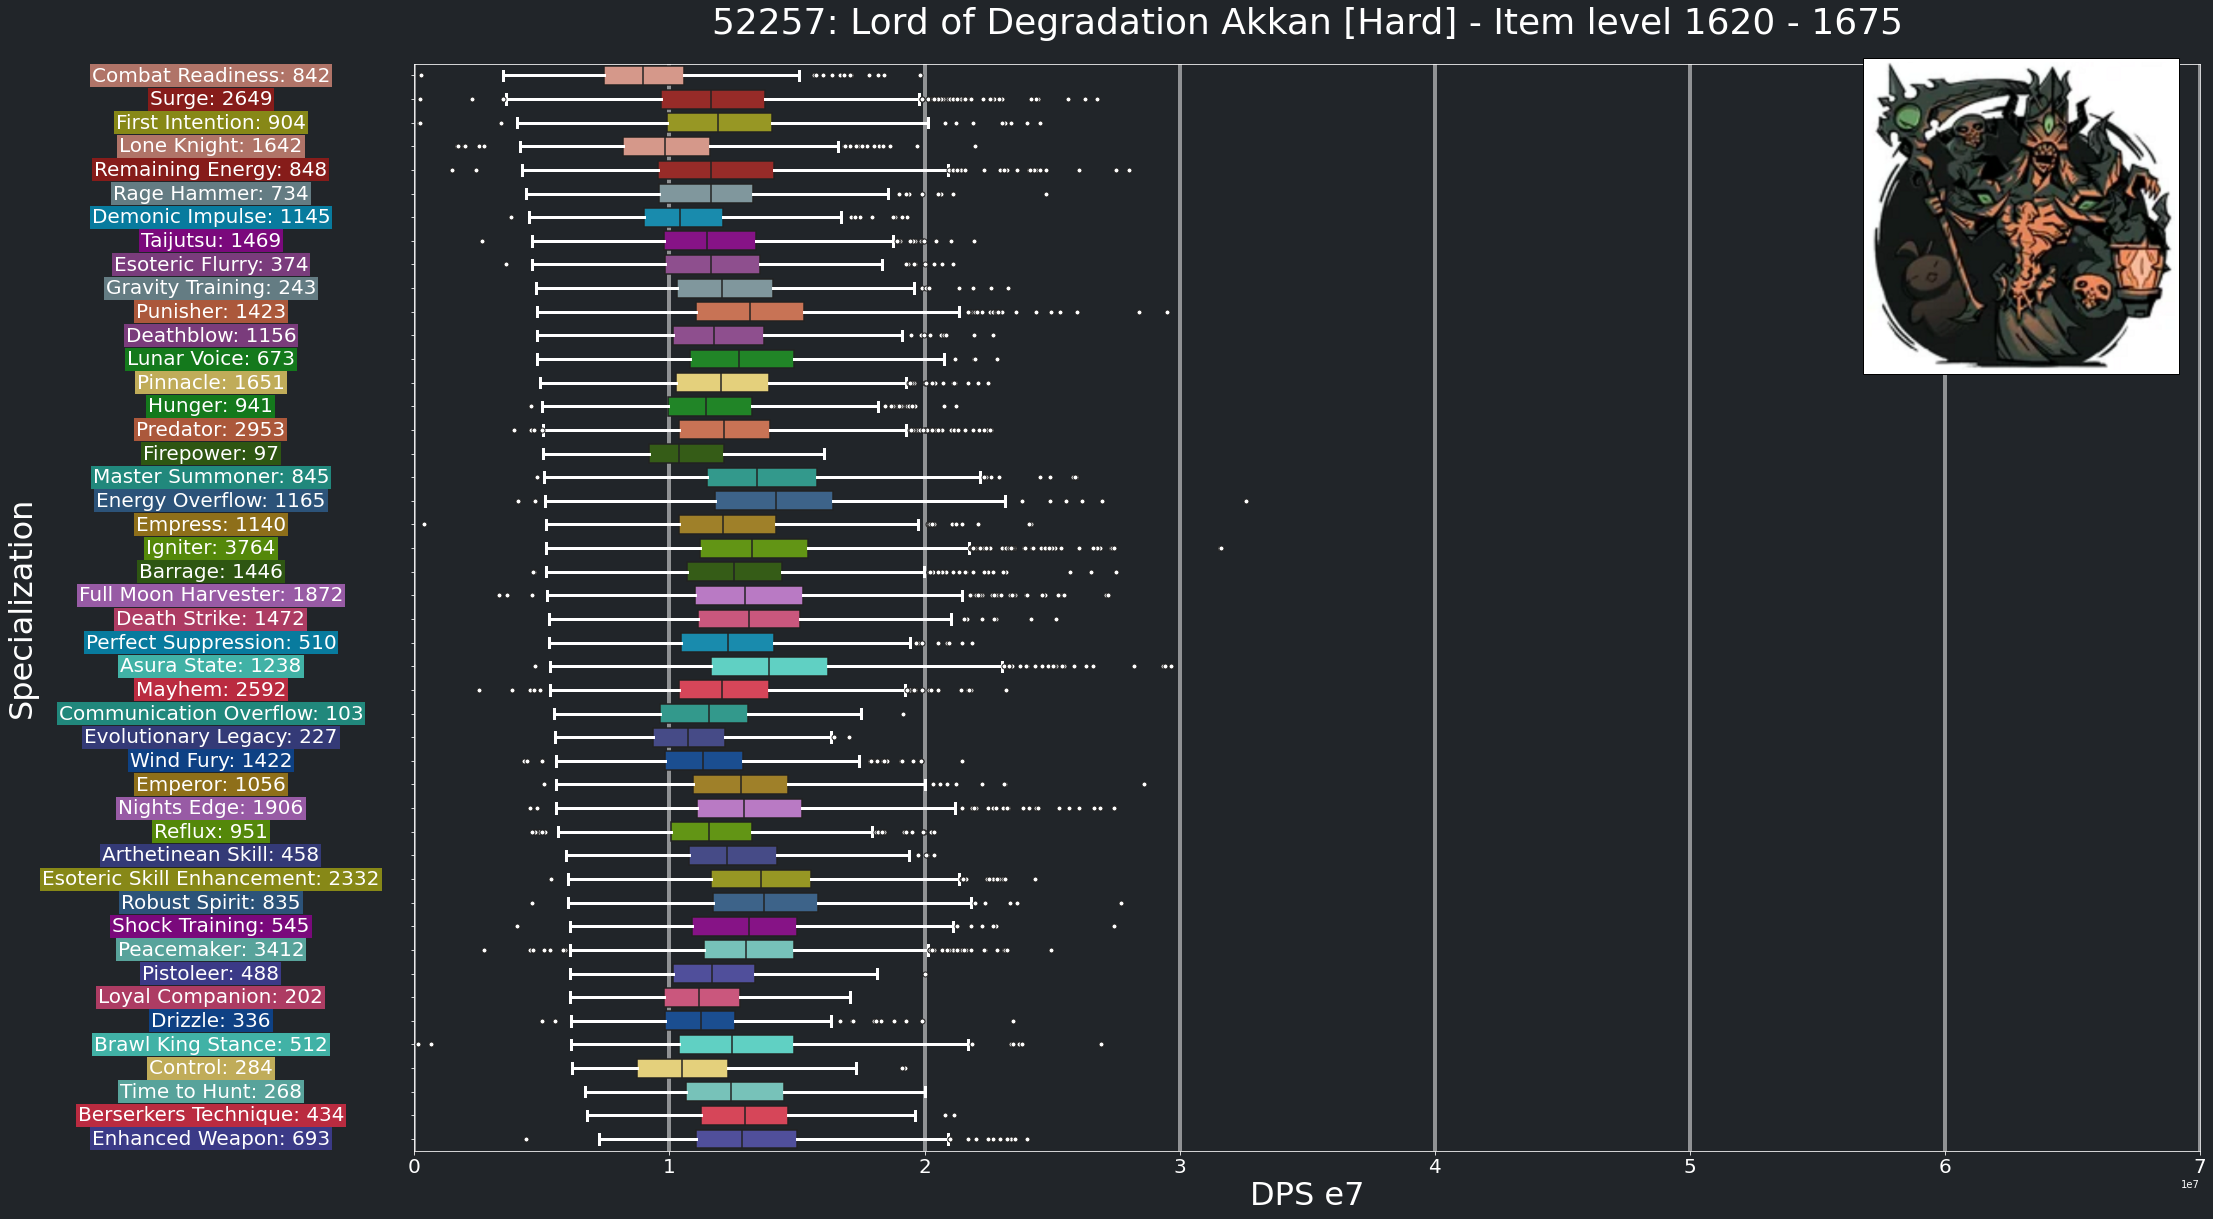 52257: Lord of Degradation Akkan [Hard] - Item level 1620 - 1675
Combat Readiness: 842
Surge: 2649
First Intention: 904
Lone Knight: 1642
Remaining Energy: 848
Rage Hammer: 734
Demonic Impulse: 1145
Taijutsu: 1469
Esoteric Flurry: 374
Gravity Training: 243
Punisher: 1423
Deathblow: 1156
Lunar Voice: 673
Pinnacle: 1651
Hunger: 941
Predator: 2953
Firepower: 97
Master Summoner: 845
Energy Overflow: 1165
Empress: 1140
Igniter: 3764
Barrage: 1446
Full Moon Harvester: 1872
Death Strike: 1472
Perfect Suppression: 510
Asura State: 1238
Mayhem: 2592
Communication Overflow: 103
Evolutionary Legacy: 227
Wind Fury: 1422
Emperor: 1056
Nights Edge: 1906
Reflux: 951
Arthetinean Skill: 458
Esoteric Skill Enhancement: 2332
Robust Spirit: 835
Shock Training: 545
Peacemaker: 3412
Pistoleer: 488
Loyal Companion: 202
Drizzle: 336
Brawl King Stance: 512
Control: 284
Time to Hunt: 268
Berserkers Technique: 434
Enhanced Weapon: 693
Specialization
0 1 2 3 4 5 6 7
1e7
DPS e7